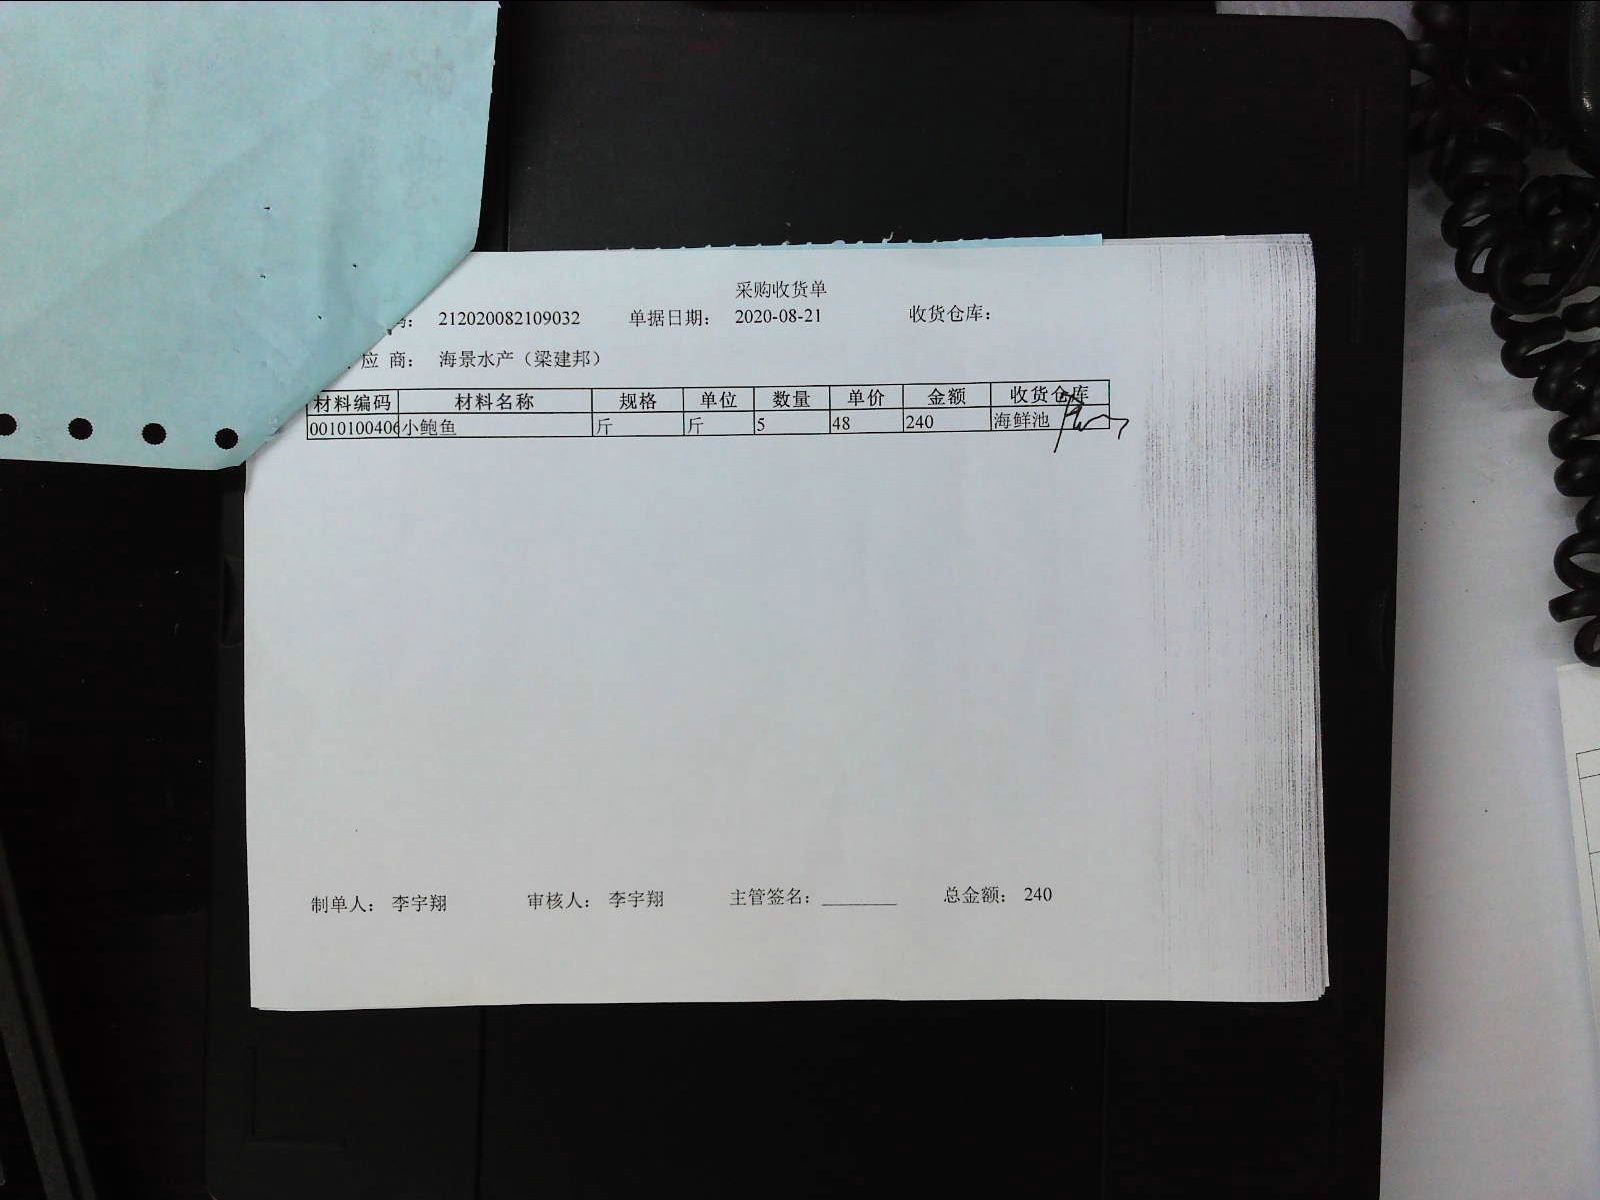 采购收货单
码： 212020082109032 单据日期： 2020-08-21 收货仓库：
应 商： 海景水产（梁建邦）
材料编码 材料名称 规格 单位 数量 单价 金额 收货仓库
0010100406 小鲍鱼 斤 斤 5 48 240 海鲜池
制单人： 李宇翔 审核人： 李宇翔 主管签名： ________ 总金额： 240